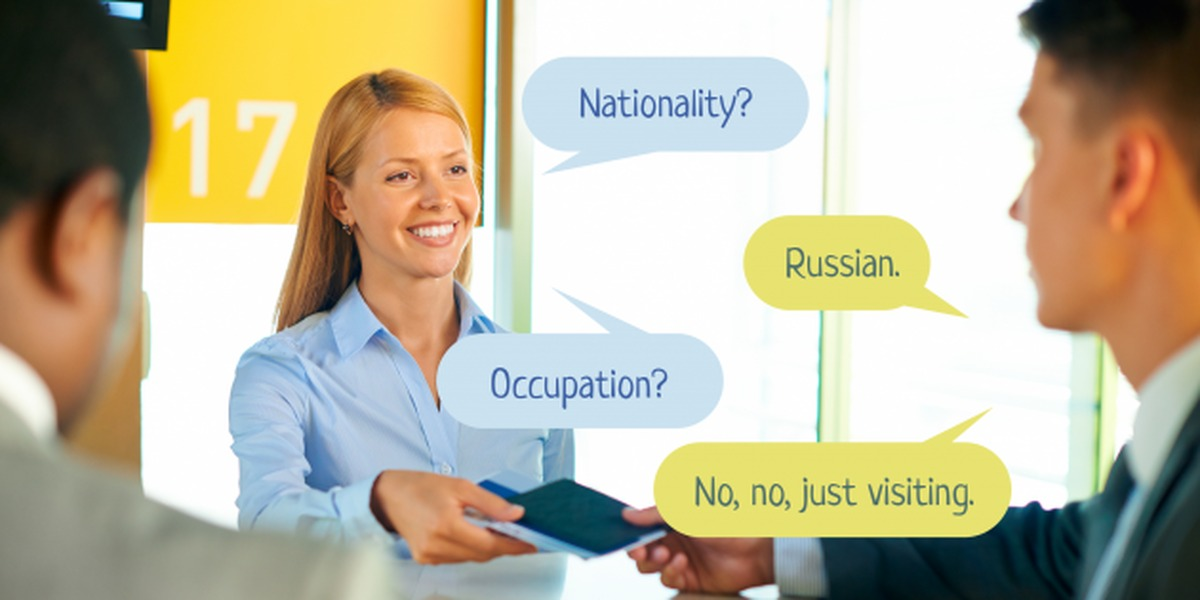 17
Nationality?
Russian.
Occupation?
No, no, just visiting.